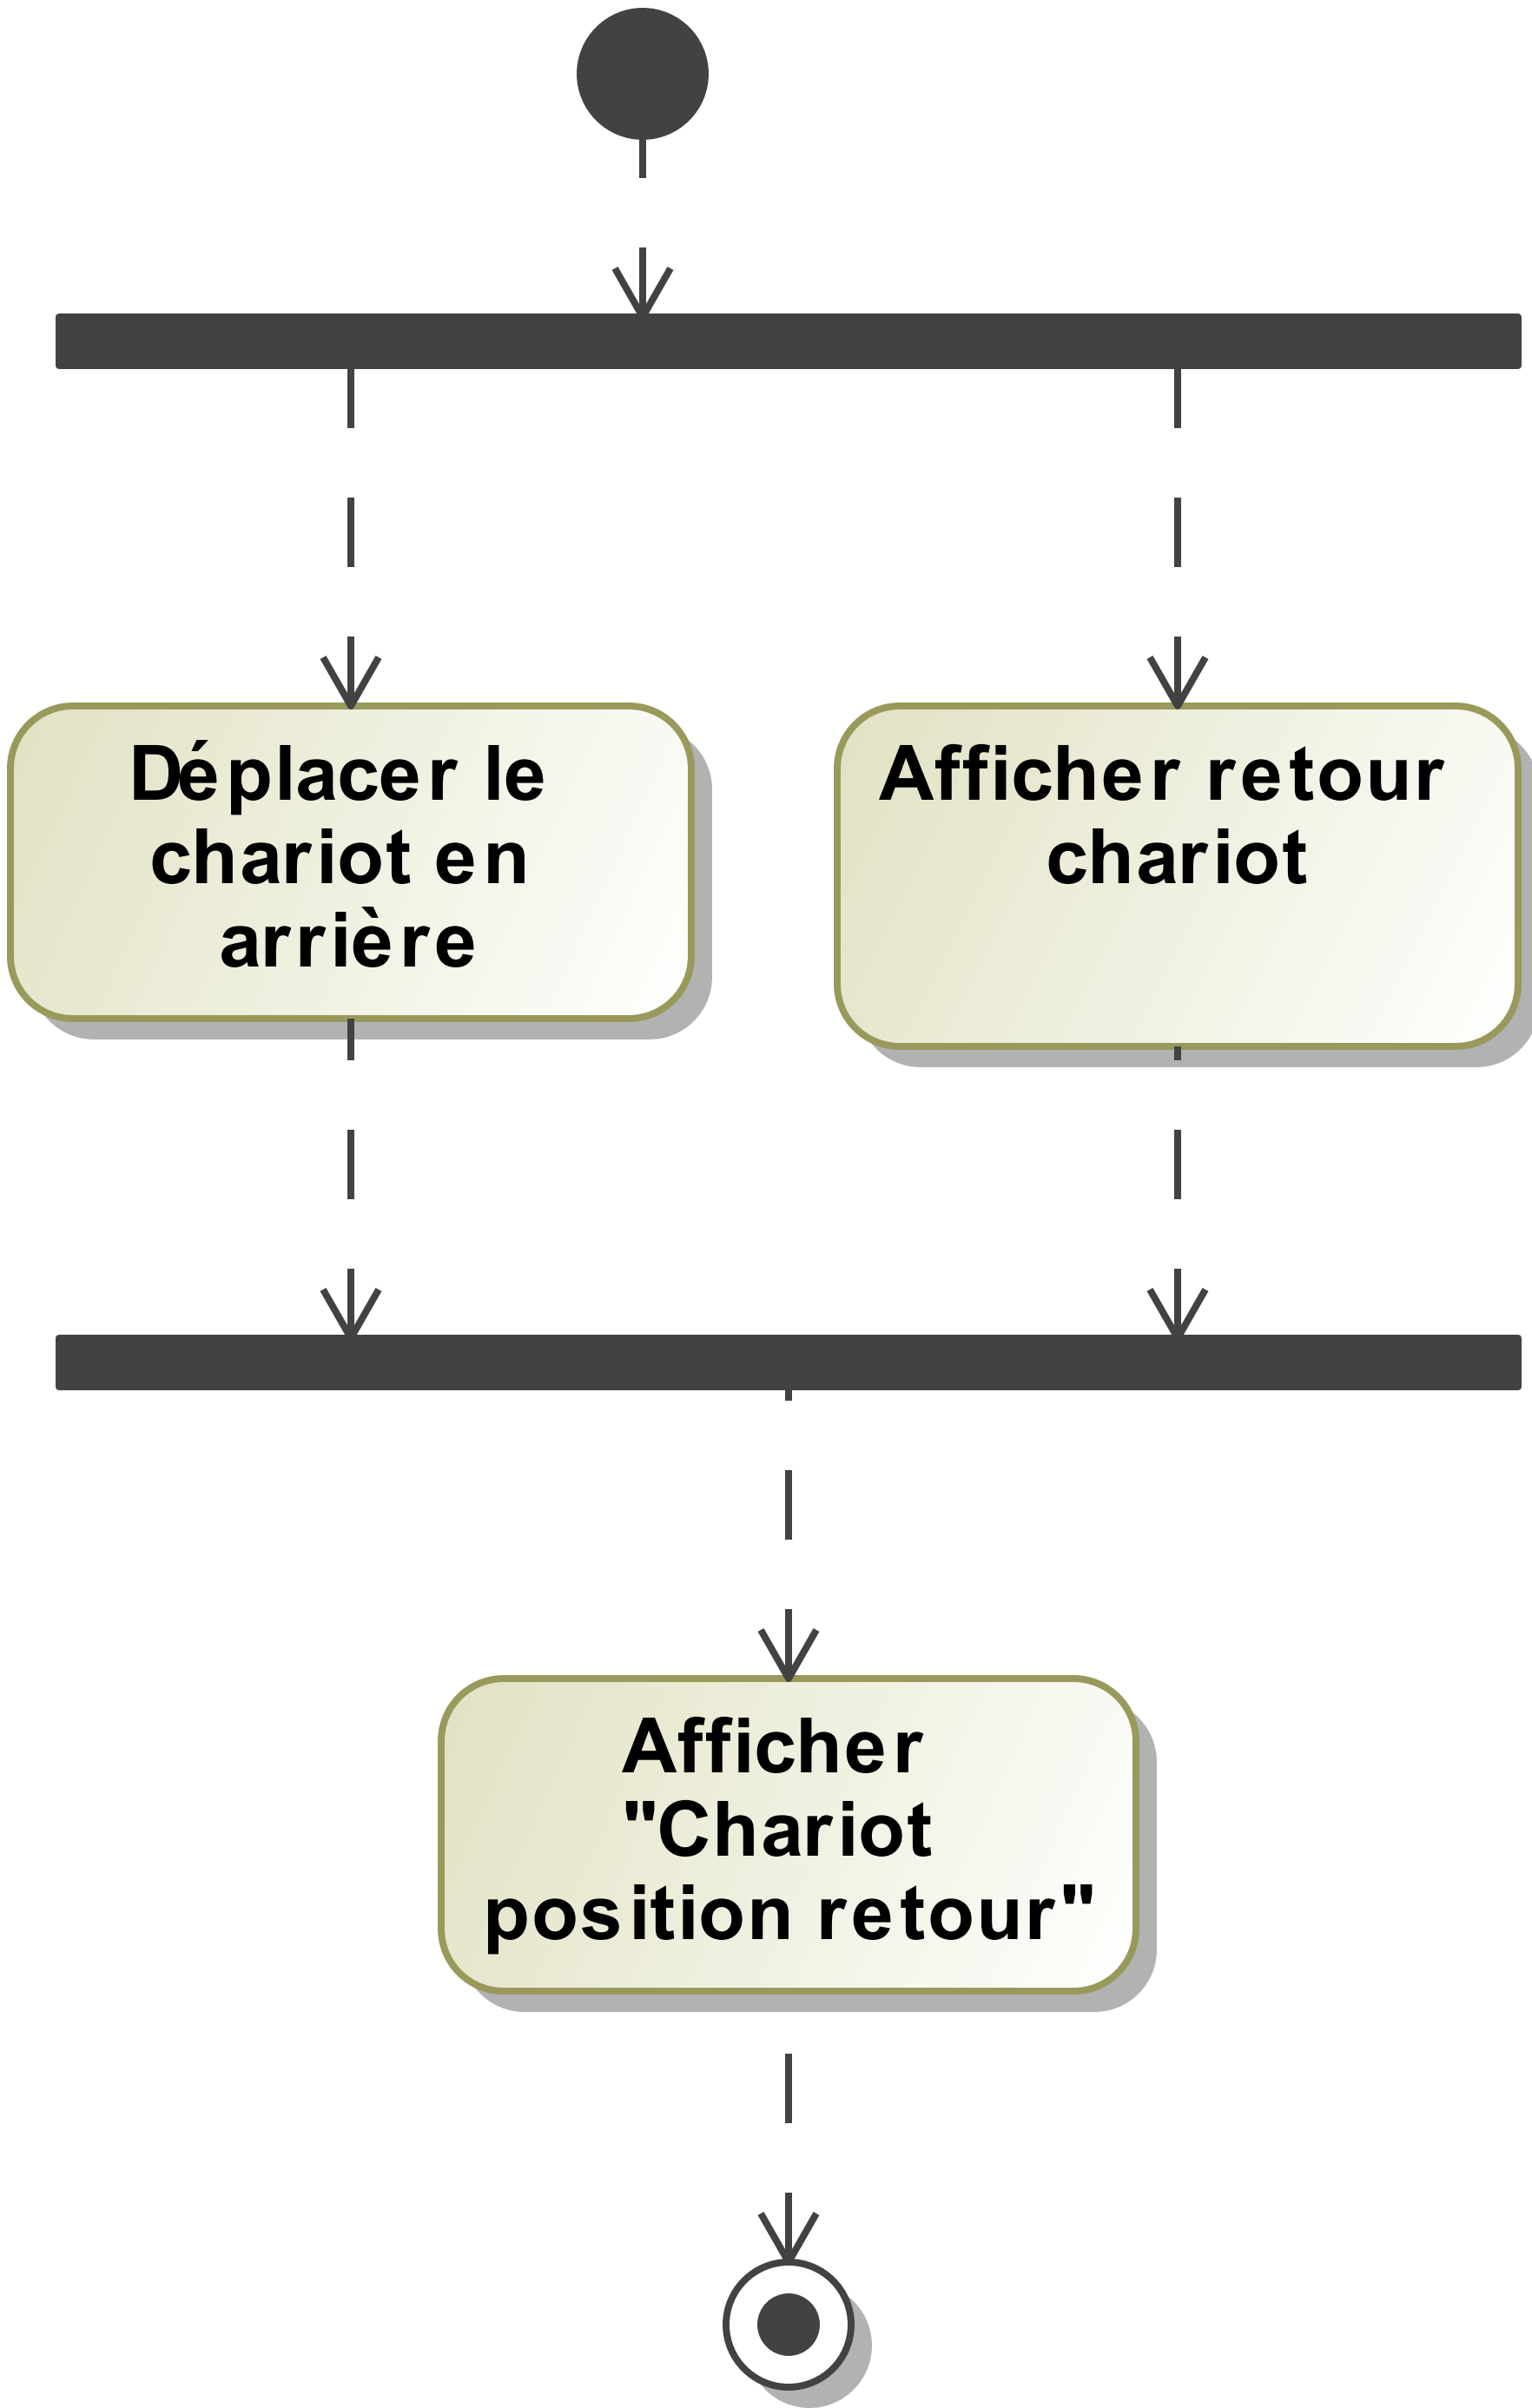 Déplacer le
chariot en
arrière
Afficher retour
chariot
Afficher
"Chariot
position retour"